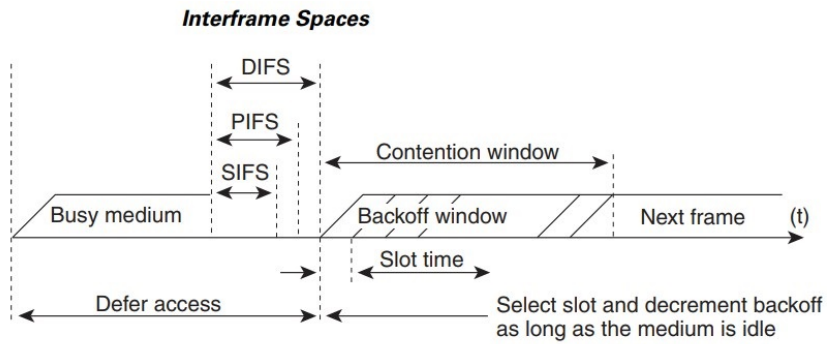 Interframe Spaces
DIFS
PIFS
Contention window
SIFS
Busy medium
Backoff window
Next frame
(t)
Slot time
Defer access
Select slot and decrement backoff
as long as the medium is idle